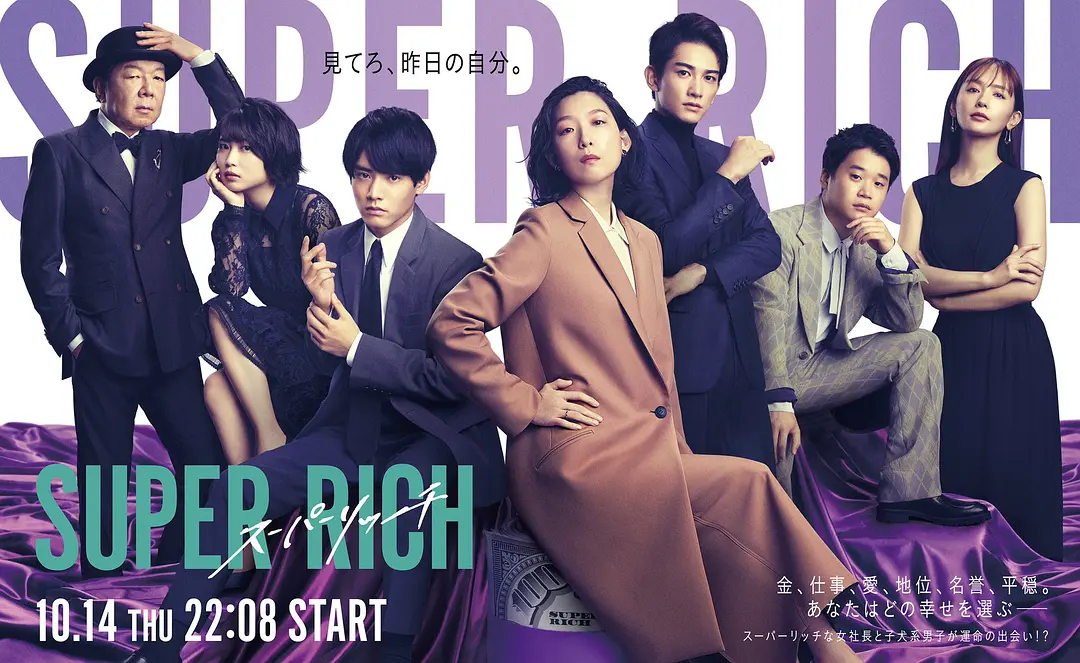 SUPER RICH
見てろ、昨日の自分。
SUPER RICH
スーパーリッチ
10.14 THU 22:08 START
100
SUPER
RICH
金、仕事、愛、地位、名誉、平穏。
あなたはどの幸せを選ぶ――
スーパーリッチな女社長と子犬系男子が運命の出会い!?